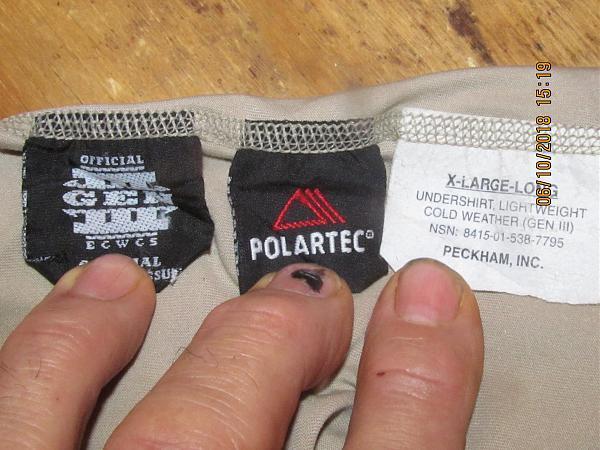 OFFICIAL
GEN
III
ECWCS
POLARTEC®
X-LARGE-LONG
UNDERSHIRT, LIGHTWEIGHT
COLD WEATHER (GEN III)
NSN: 8415-01-538-7795
PECKHAM, INC.
06/10/2018 15:19